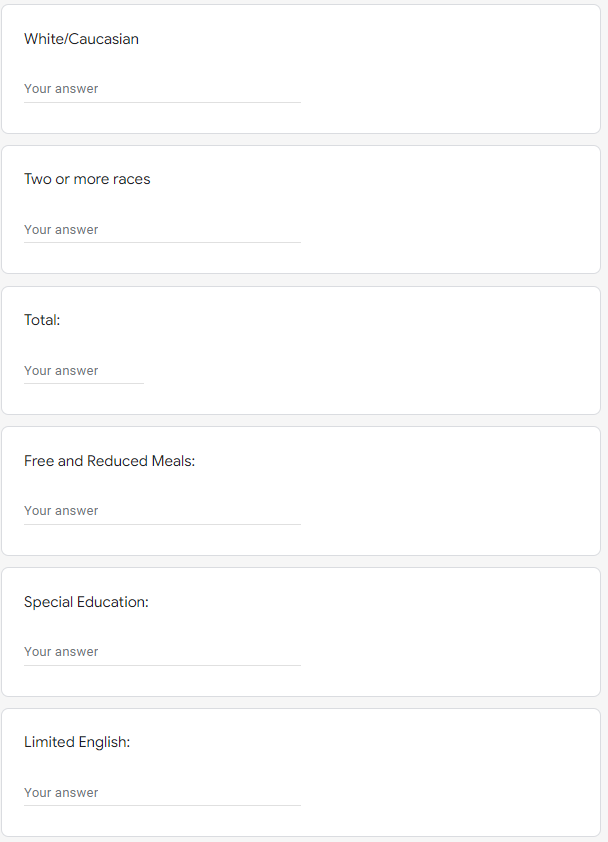 White/Caucasian
Your answer
Two or more races
Your answer
Total:
Your answer
Free and Reduced Meals:
Your answer
Special Education:
Your answer
Limited English:
Your answer